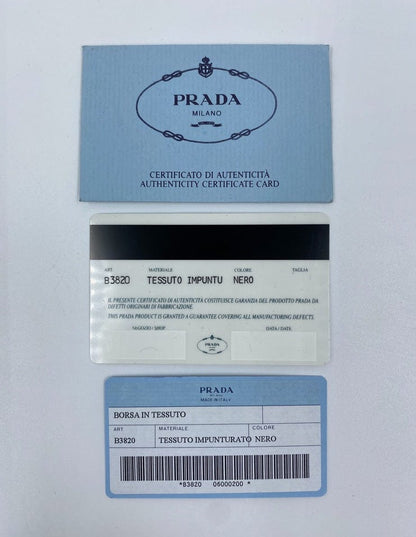 PRADA
MILANO
CERTIFICATO DI AUTENTICITÀ
AUTHENTICITY CERTIFICATE CARD
ART MATERIALE COLORE TAGLIA
B3820 TESSUTO IMPUNTU NERO
IL PRESENTE CERTIFICATO DI AUTENTICITÀ COSTITUISCE GARANZIA DEL PRODOTTO PRADA DA
DIFETTI ORIGINARI DI FABBRICAZIONE.
THIS PRADA PRODUCT IS GRANTED A GUARANTEE COVERING ALL MANUFACTORING DEFECTS.
NEGOZIO / SHOP DATA / DATE
PRADA
PRADA
MILANO
MADE IN ITALY
BORSA IN TESSUTO
ART MATERIALE COLORE
B3820 TESSUTO IMPUNTURATO NERO
*B3820 06000200 *